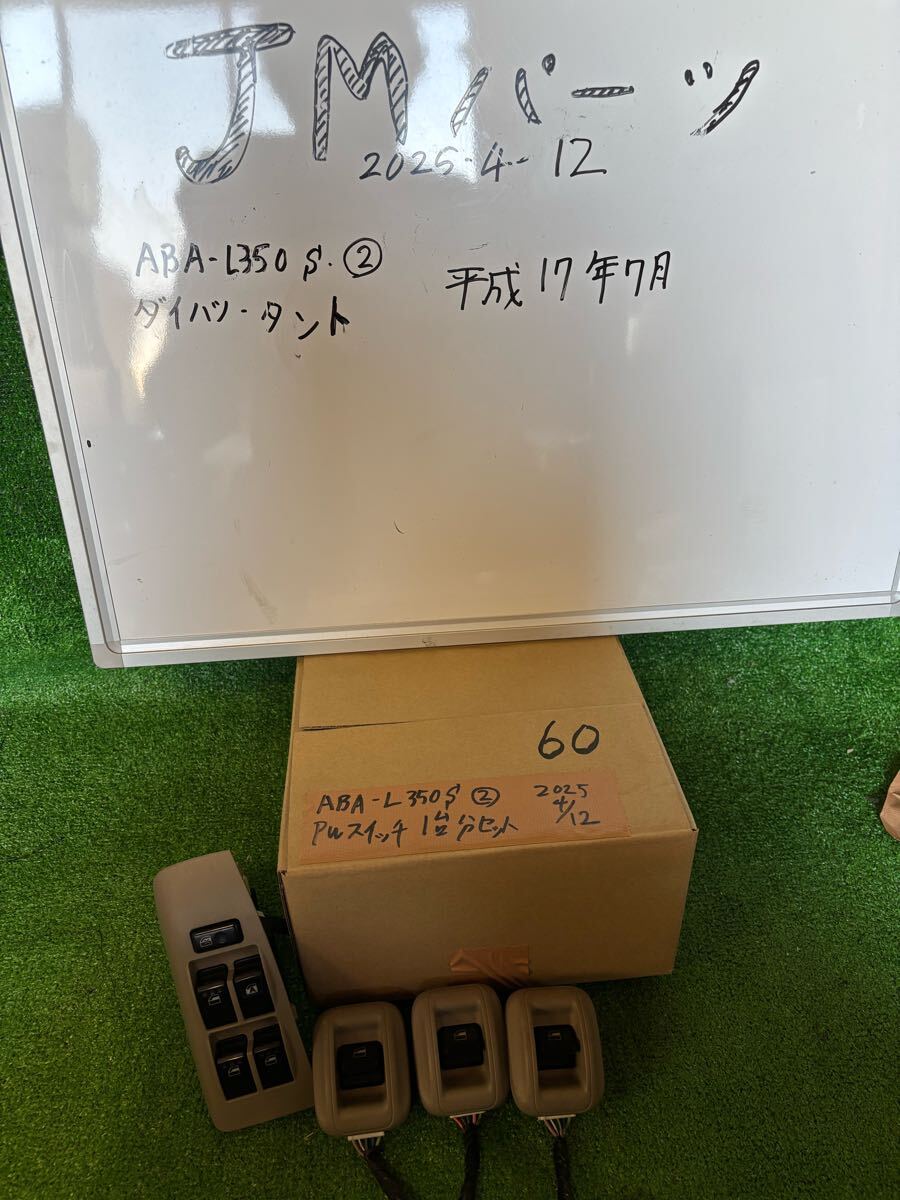 JMパーツ
2025-4-12
ABA-L350S.②
ダイハツ-タント
平成17年7月
60
ABA-L350S②
PWスイッチ1台分セット
2025
4/12